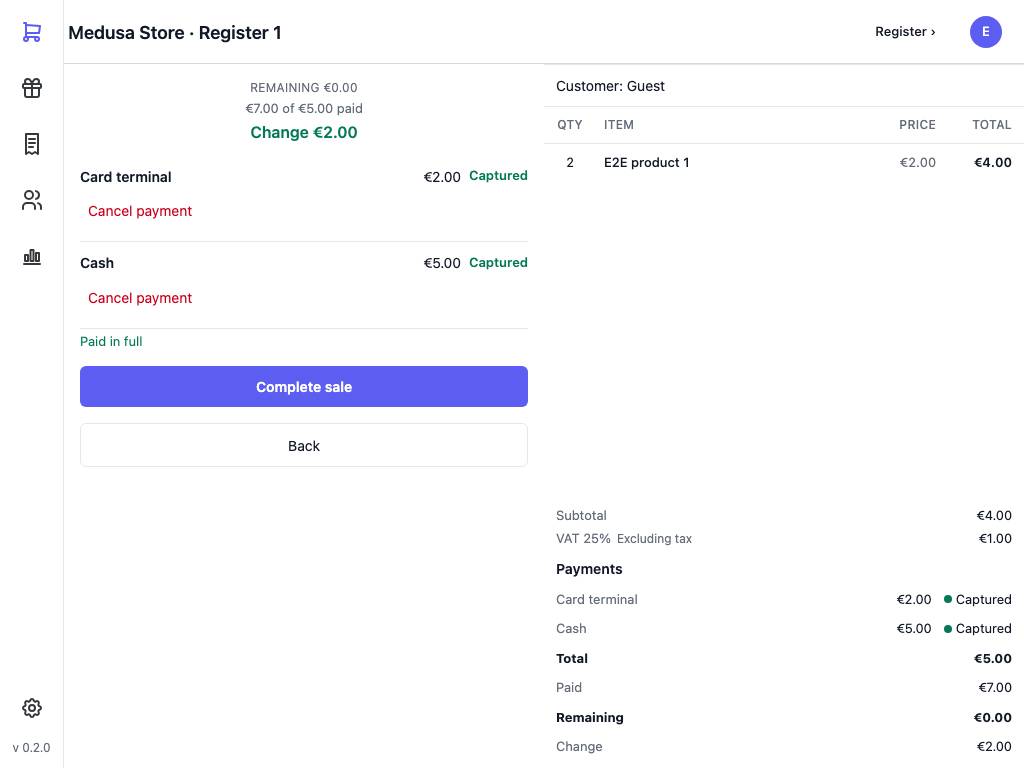 Medusa Store · Register 1
Register ›
E
REMAINING €0.00
€7.00 of €5.00 paid
Change €2.00
Card terminal €2.00 Captured
Cancel payment
Cash €5.00 Captured
Cancel payment
Paid in full
Complete sale
Back
Customer: Guest
QTY ITEM PRICE TOTAL
2 E2E product 1 €2.00 €4.00
Subtotal €4.00
VAT 25% Excluding tax €1.00
Payments
Card terminal €2.00 Captured
Cash €5.00 Captured
Total €5.00
Paid €7.00
Remaining €0.00
Change €2.00
v 0.2.0